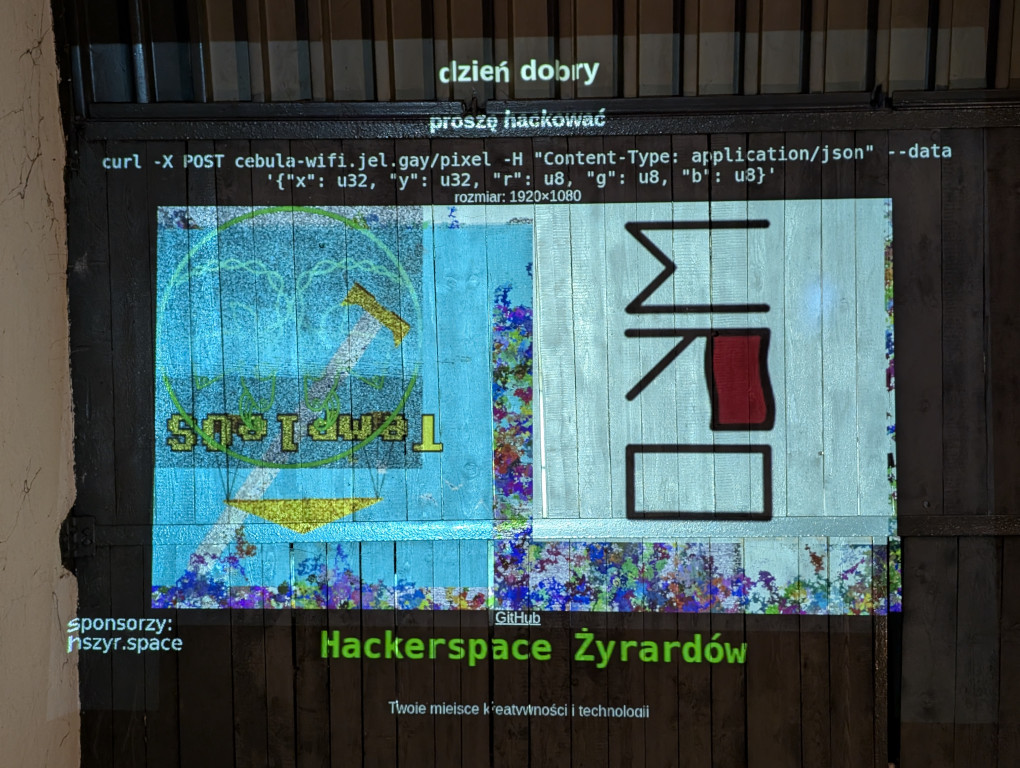 dzień dobry
proszę hackować
curl -X POST cebula-wifi.jel.gay/pixel -H "Content-Type: application/json" --data
'{"x": u32, "y": u32, "r": u8, "g": u8, "b": u8}'
rozmiar: 1920×1080
TempleOS
GitHub
sponsorzy:
hszyr.space
Hackerspace Żyrardów
Twoje miejsce kreatywności i technologii